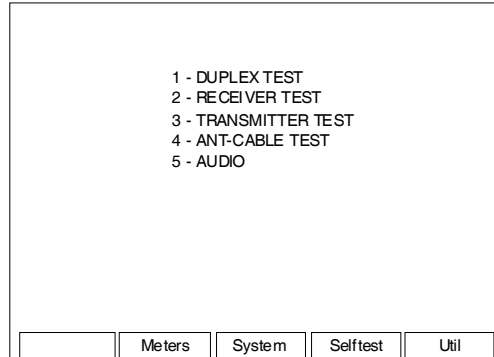 1 - DUPLEX TEST
2 - RECEIVER TEST
3 - TRANSMITTER TEST
4 - ANT-CABLE TEST
5 - AUDIO
Meters System Selftest Util